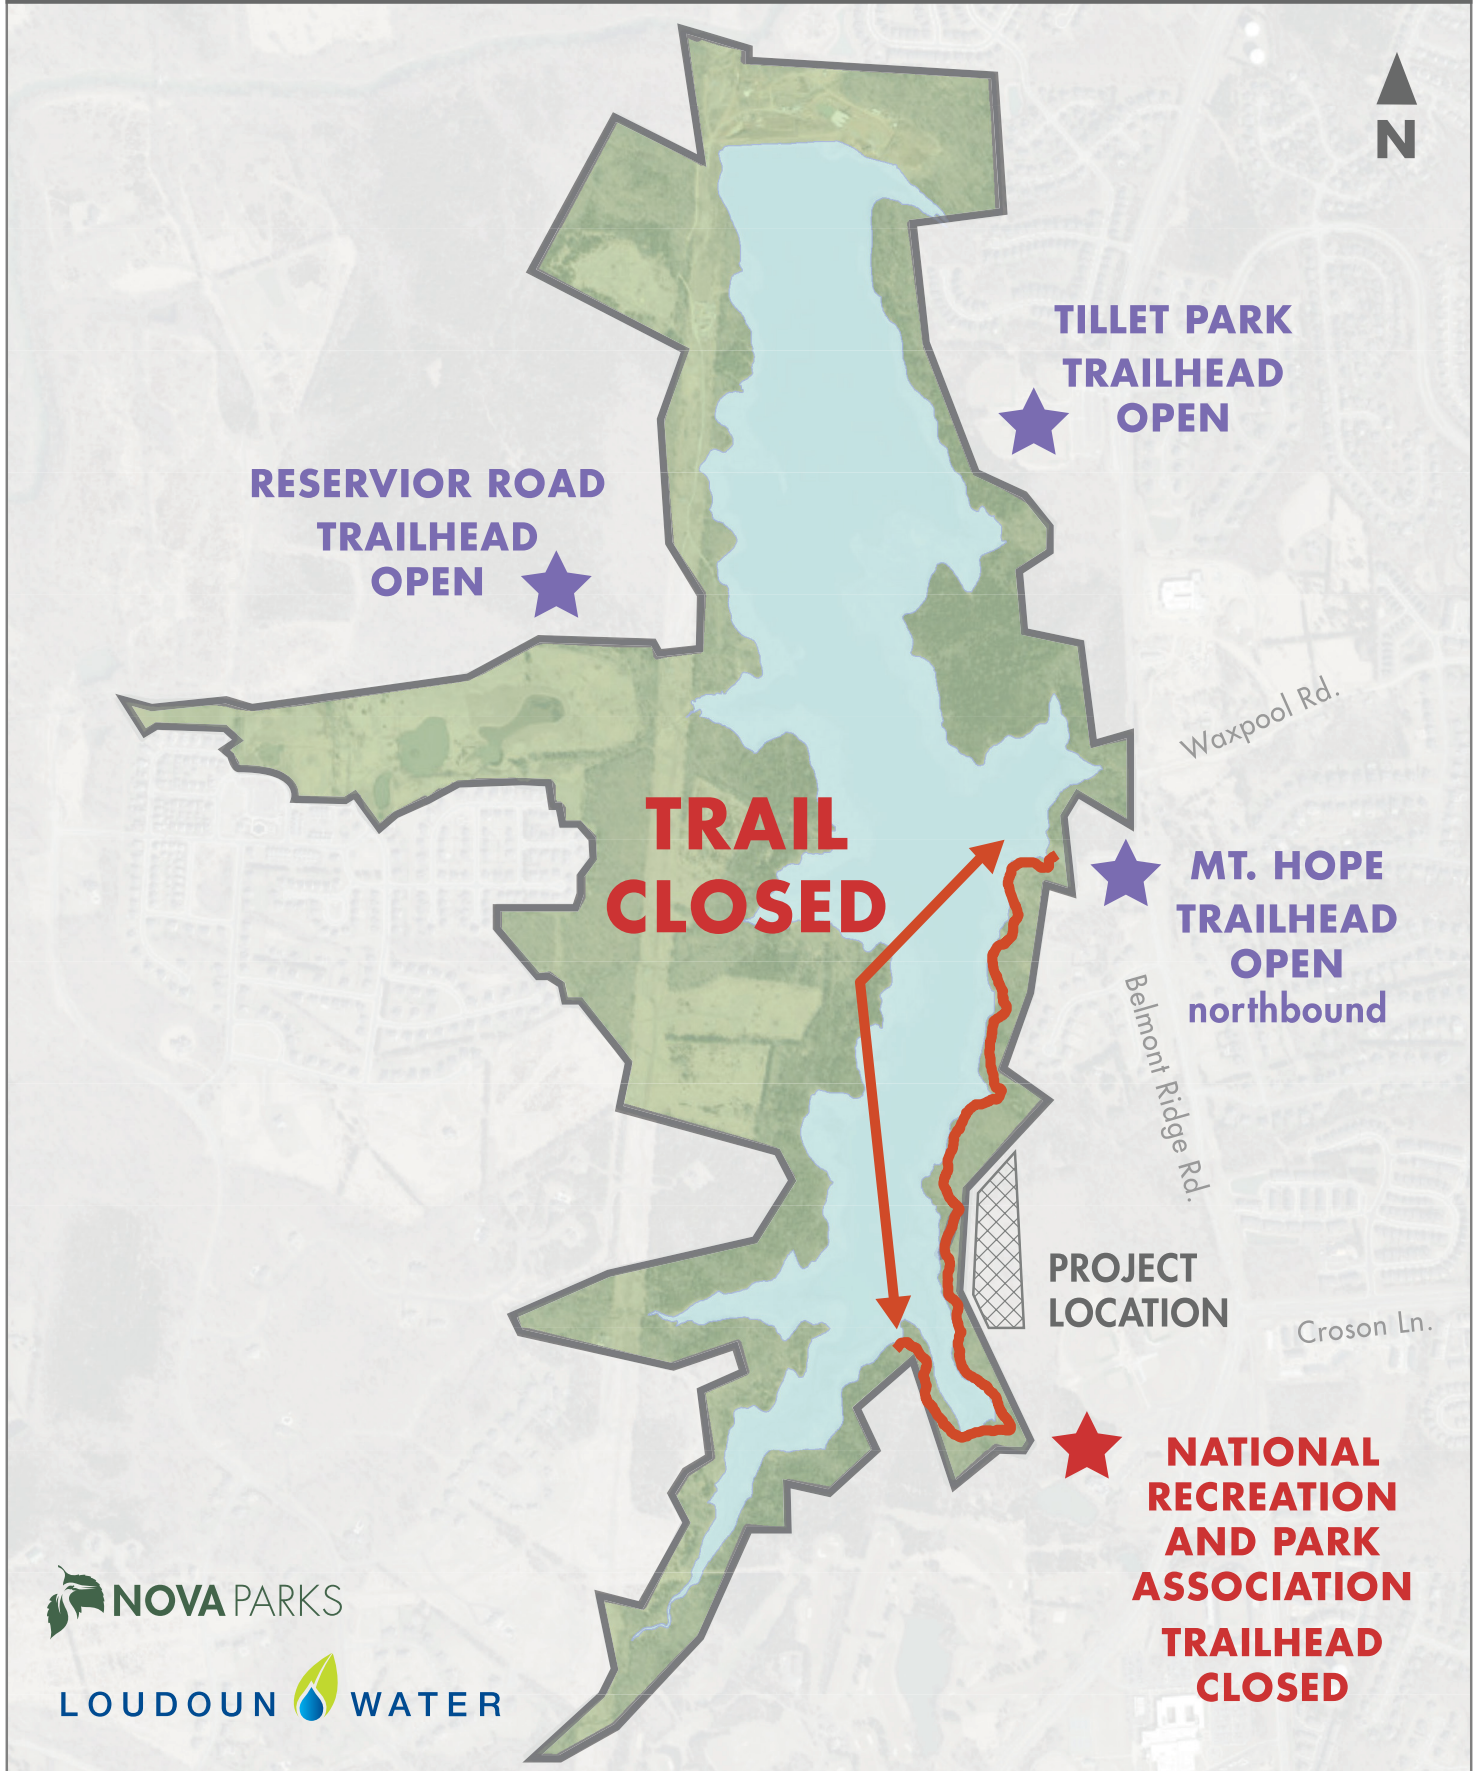 N
TILLET PARK
TRAILHEAD
OPEN
RESERVIOR ROAD
TRAILHEAD
OPEN
Waxpool Rd.
TRAIL
CLOSED
MT. HOPE
TRAILHEAD
OPEN
northbound
Belmont Ridge Rd.
PROJECT
LOCATION
Croson Ln.
NATIONAL
RECREATION
AND PARK
ASSOCIATION
TRAILHEAD
CLOSED
NOVA PARKS
LOUDOUN WATER